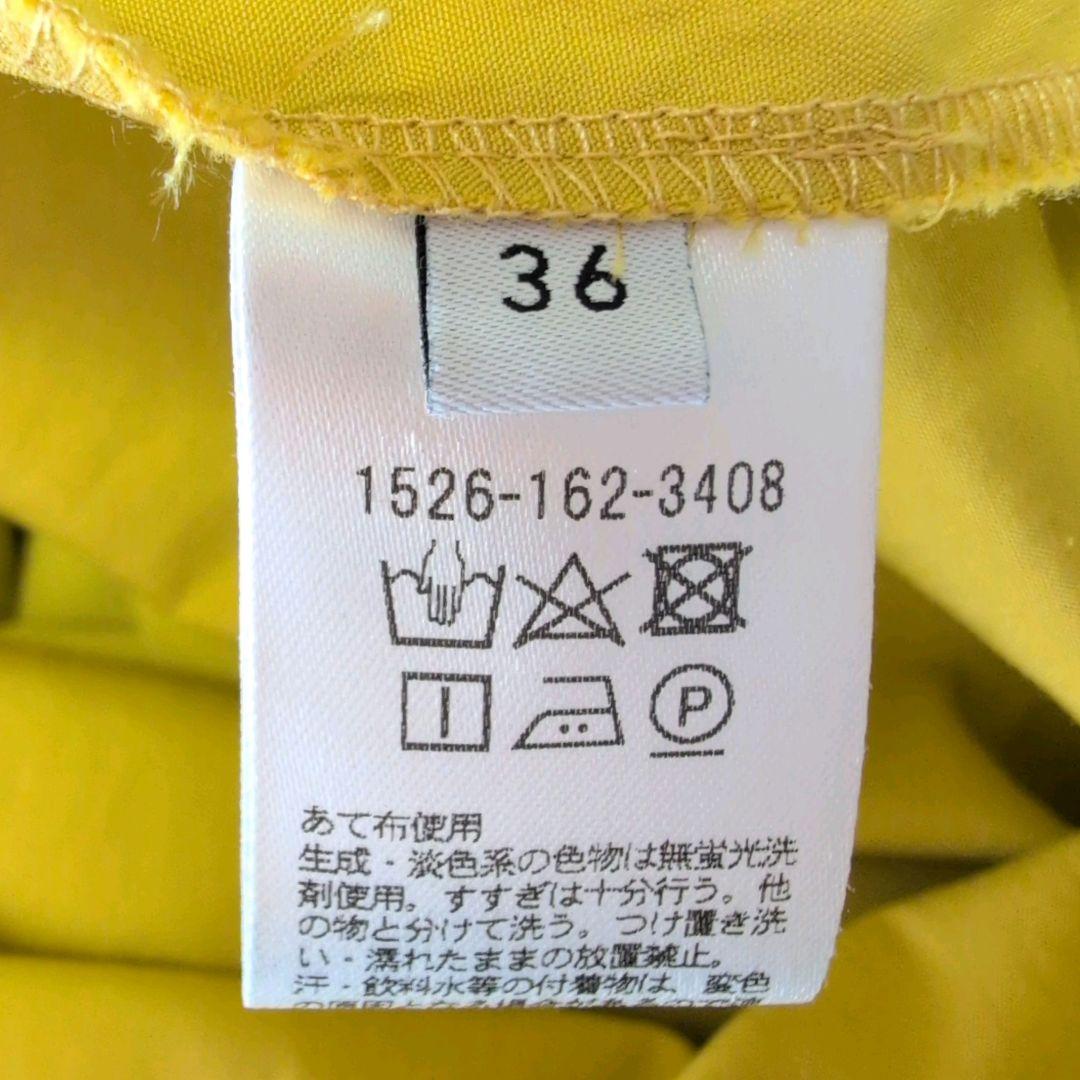 36
1526-162-3408
P
あて布使用
生成・淡色系の色物は無蛍光洗
剤使用。すすぎは十分行う。他
の物と分けて洗う。つけ置き洗
い・濡れたままの放置禁止。
汗・飲料水等の付着物は、変色